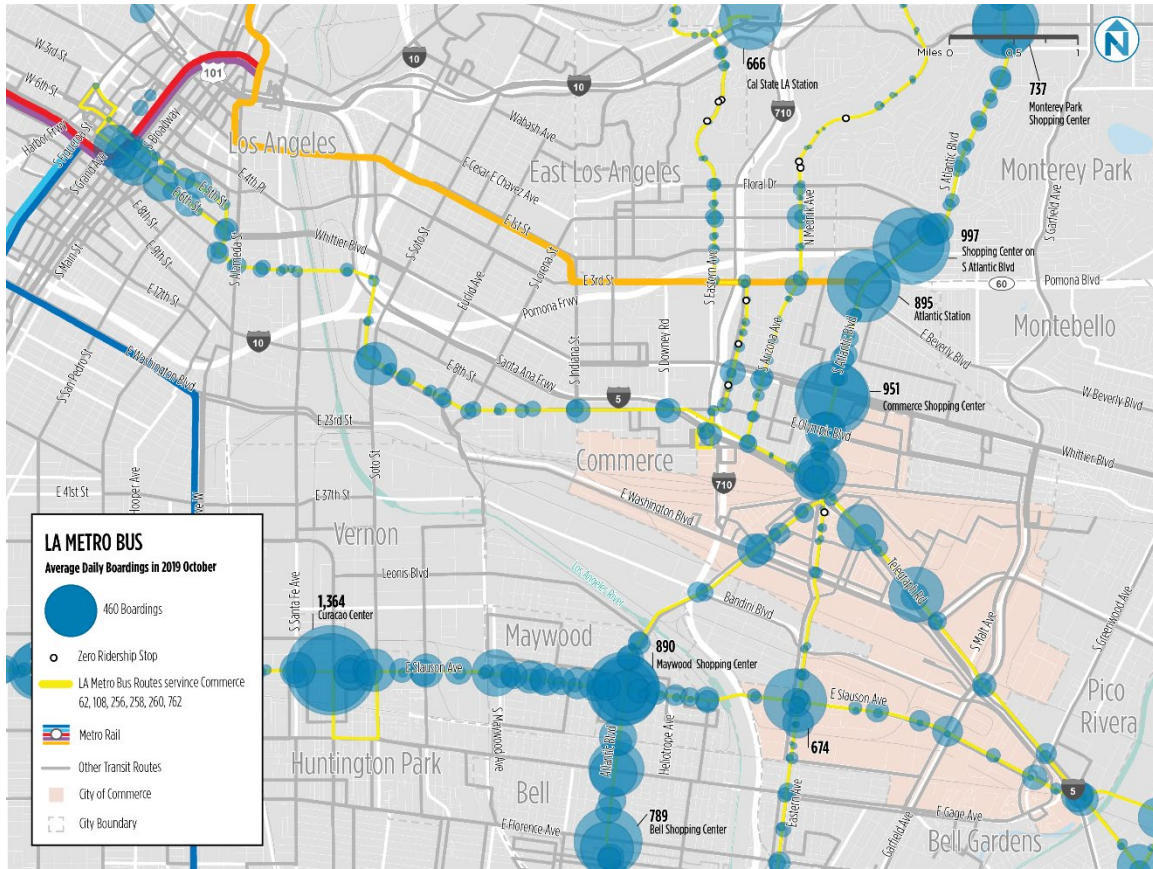 W 3rd St
W 6th St
101
Harbor Frwy
S Figueroa St
S Grand Ave
S Broadway
Los Angeles
E 4th Pl
E 4th St
E 6th St
E 8th St
E 9th St
E 12th St
S Main St
S San Pedro St
S Alameda St
Whittier Blvd
E Washington Blvd
10
10
10
Wabash Ave
E Cesar E Chavez Ave
E 1st St
East Los Angeles
S Soto St
Euclid Ave
S Lorena St
E 3rd St
Pomona Frwy
666
Cal State LA Station
710
Miles 0
0.5
1
N
737
Monterey Park
Shopping Center
Monterey Park
Floral Dr
N Mednik Ave
S Atlantic Blvd
S Garfield Ave
997
Shopping Center on
S Atlantic Blvd
60
Pomona Blvd
895
Atlantic Station
Montebello
S Eastern Ave
S Arizona Ave
S Atlantic Blvd
E Beverly Blvd
W Beverly Blvd
E 8th St
Santa Ana Frwy
S Indiana St
S Downey Rd
5
951
Commerce Shopping Center
E Olympic Blvd
Whittier Blvd
E 23rd St
Soto St
Commerce
710
E Washington Blvd
E 41st St
Hooper Ave
E 37th St
Vernon
Leonis Blvd
Los Angeles River
Bandini Blvd
Telegraph Rd
S Malt Ave
S Greenwood Ave
S Santa Fe Ave
1,364
Curacao Center
Maywood
890
Maywood Shopping Center
E Slauson Ave
E Slauson Ave
Pico
Rivera
S Maywood Ave
Atlantic Blvd
Heliotrope Ave
674
Huntington Park
Bell
789
Bell Shopping Center
E Florence Ave
Eastern Ave
Garfield Ave
E Gage Ave
5
Bell Gardens
LA METRO BUS
Average Daily Boardings in 2019 October
460 Boardings
Zero Ridership Stop
LA Metro Bus Routes servince Commerce
62, 108, 256, 258, 260, 762
Metro Rail
Other Transit Routes
City of Commerce
City Boundary